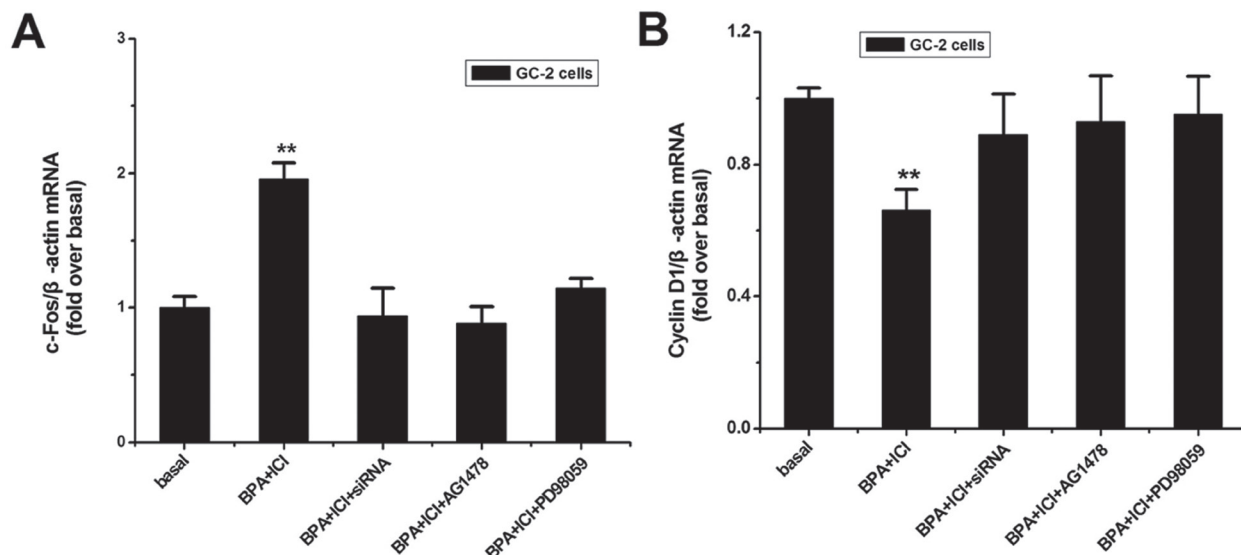 A
c-Fos/β -actin mRNA
(fold over basal)
3
2
1
0
GC-2 cells
**
basal
BPA+ICI
BPA+ICI+siRNA
BPA+ICI+AG1478
BPA+ICI+PD98059
B
Cyclin D1/β -actin mRNA
(fold over basal)
1.2
0.8
0.4
0.0
GC-2 cells
**
basal
BPA+ICI
BPA+ICI+siRNA
BPA+ICI+AG1478
BPA+ICI+PD98059